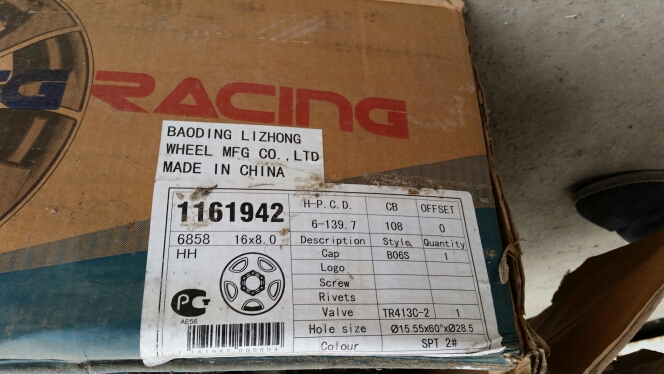 RACING
BAODING LIZHONG
WHEEL MFG CO.,LTD
MADE IN CHINA
1161942 H-P.C.D. CB OFFSET
6-139.7 108 0
6858 16x8.0 Description Style Quantity
HH Cap B06S 1
Logo
Screw
Rivets
Valve TR413C-2 1
AE56
Hole size Ø15.55x60°xØ28.5
Colour SPT 2#